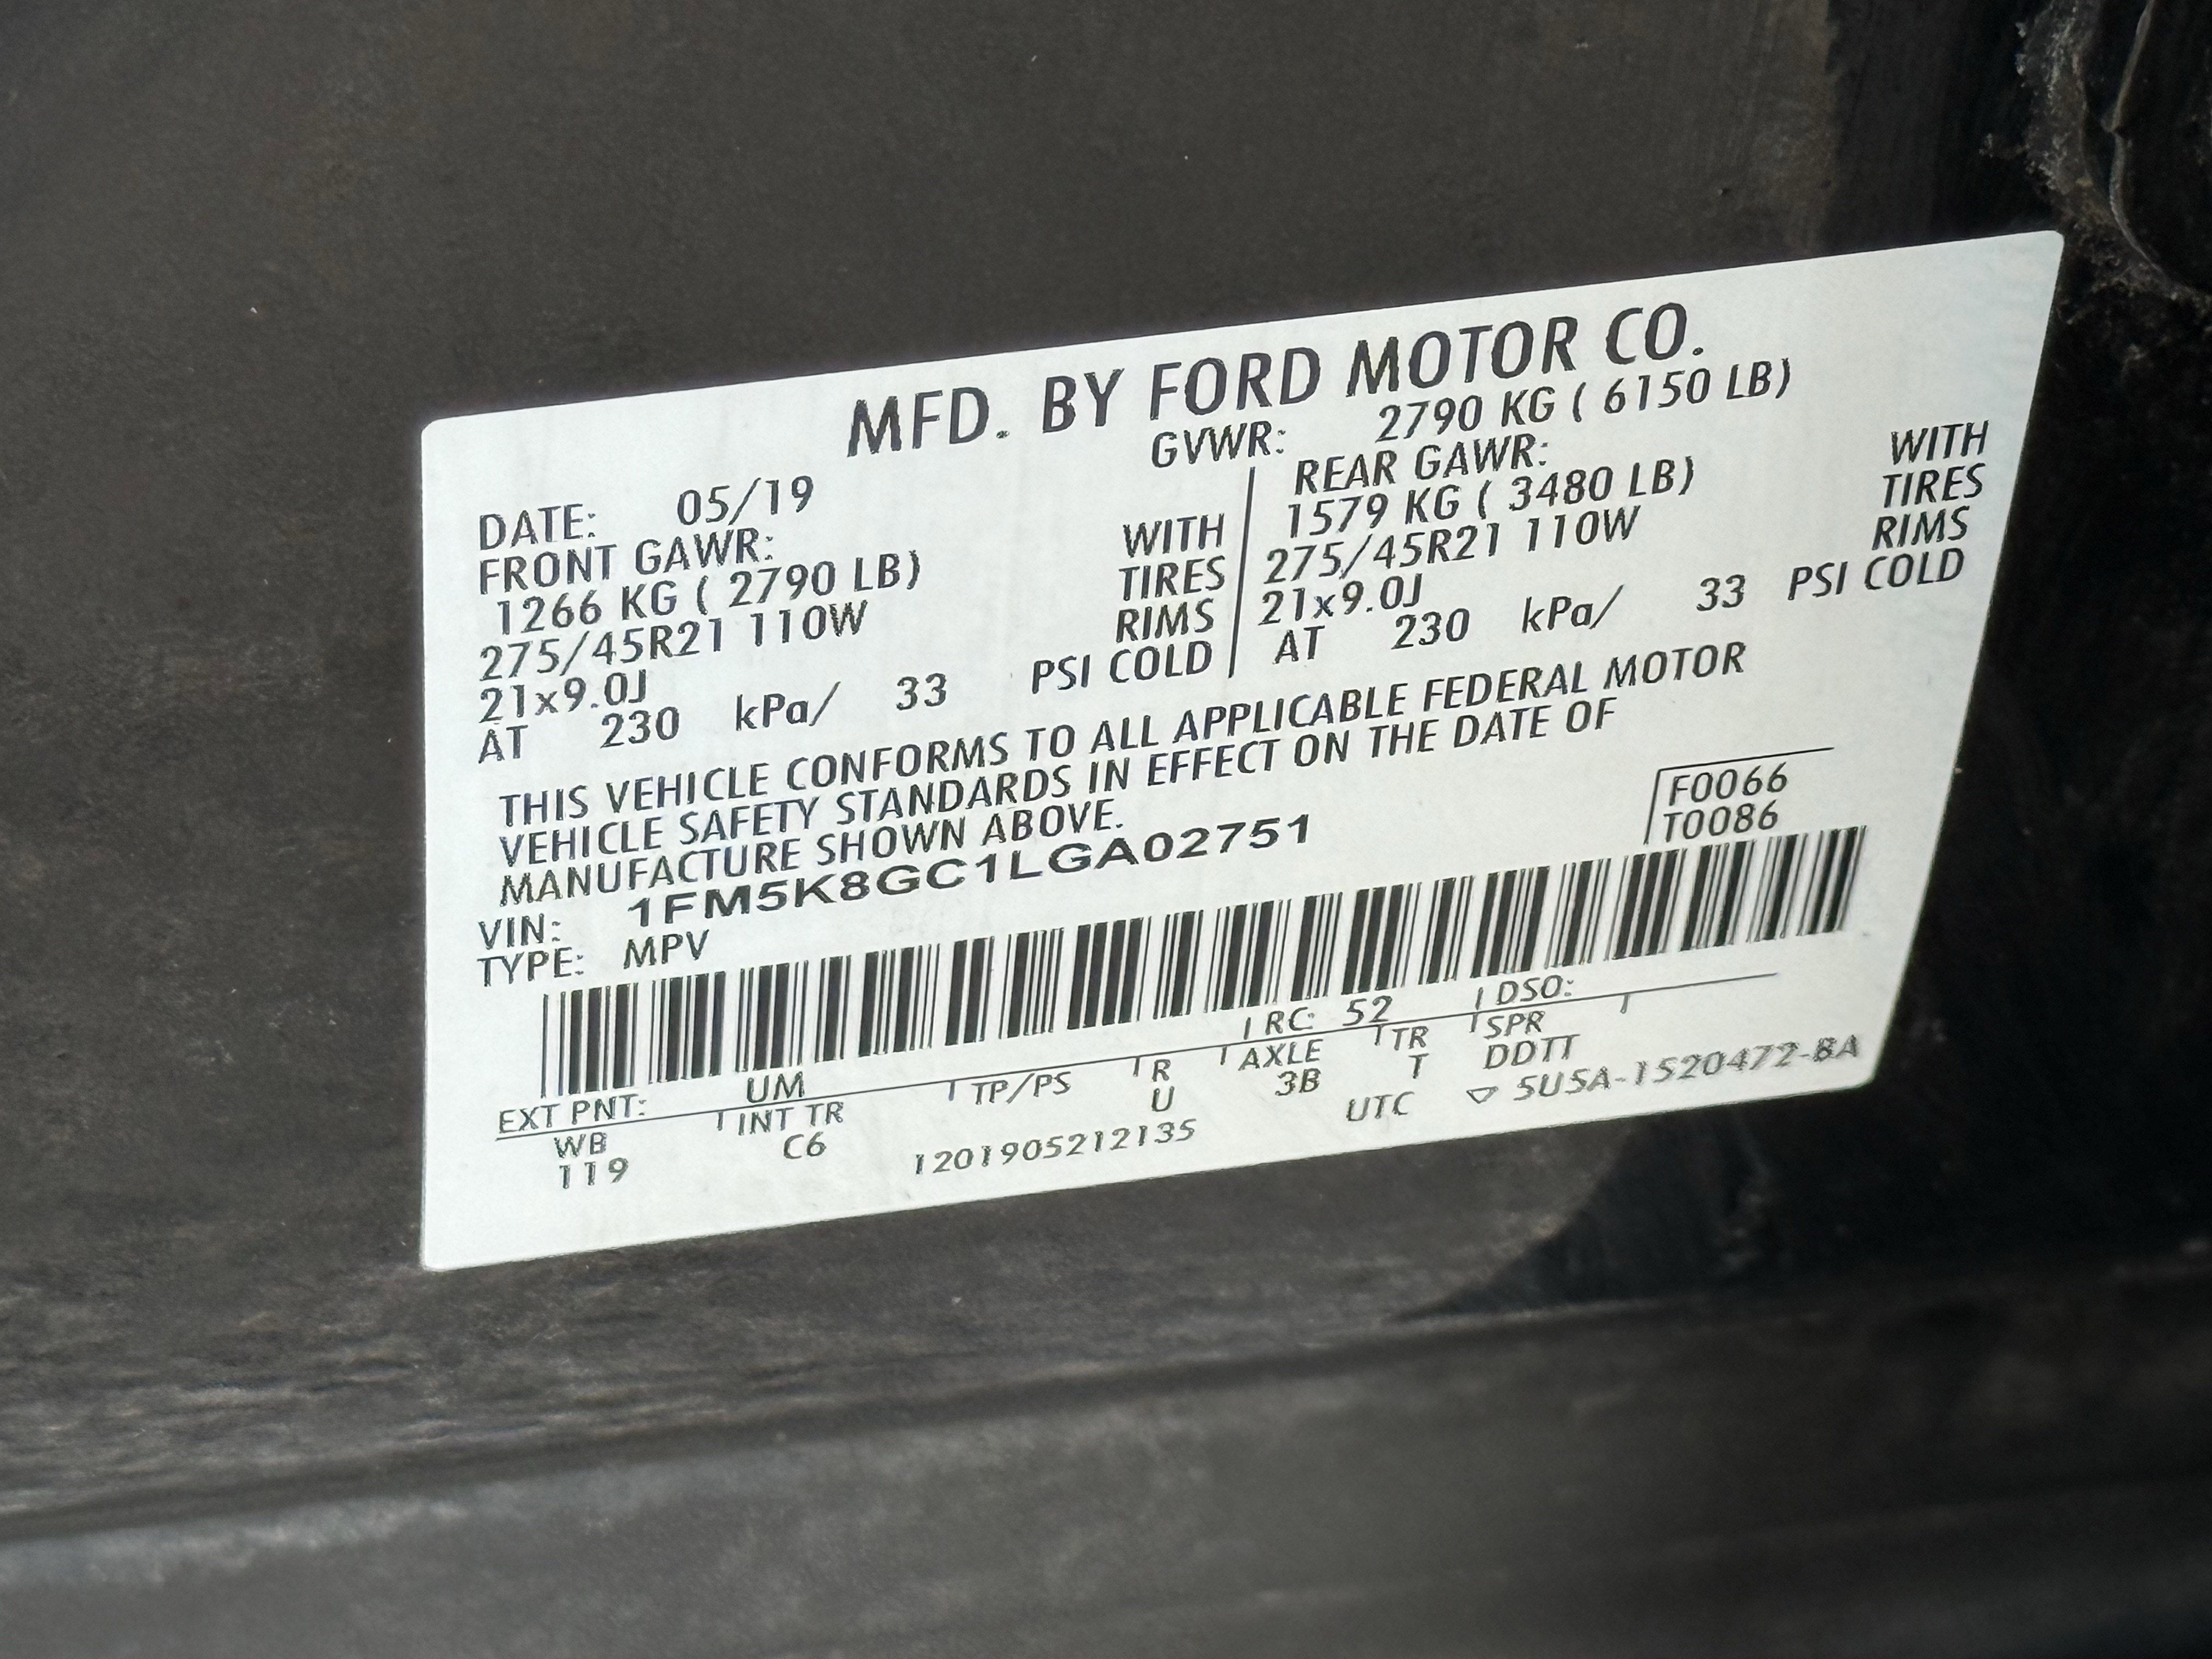 MFD. BY FORD MOTOR CO.
GVWR: 2790 KG ( 6150 LB)
DATE: 05/19
FRONT GAWR:
1266 KG ( 2790 LB) WITH
275/45R21 110W TIRES
21x9.0J RIMS
AT 230 kPa/ 33 PSI COLD
REAR GAWR:
1579 KG ( 3480 LB) WITH
275/45R21 110W TIRES
21x9.0J RIMS
AT 230 kPa/ 33 PSI COLD
THIS VEHICLE CONFORMS TO ALL APPLICABLE FEDERAL MOTOR
VEHICLE SAFETY STANDARDS IN EFFECT ON THE DATE OF
MANUFACTURE SHOWN ABOVE.
VIN: 1FM5K8GC1LGA02751
TYPE: MPV
F0066
T0086
EXT PNT: UM RC: 52 DSO:
WB INT TR TP/PS R AXLE TR SPR
119 C6 U 3B T DDTT
1201905212135 UTC ▽ 5U5A-1520472-BA